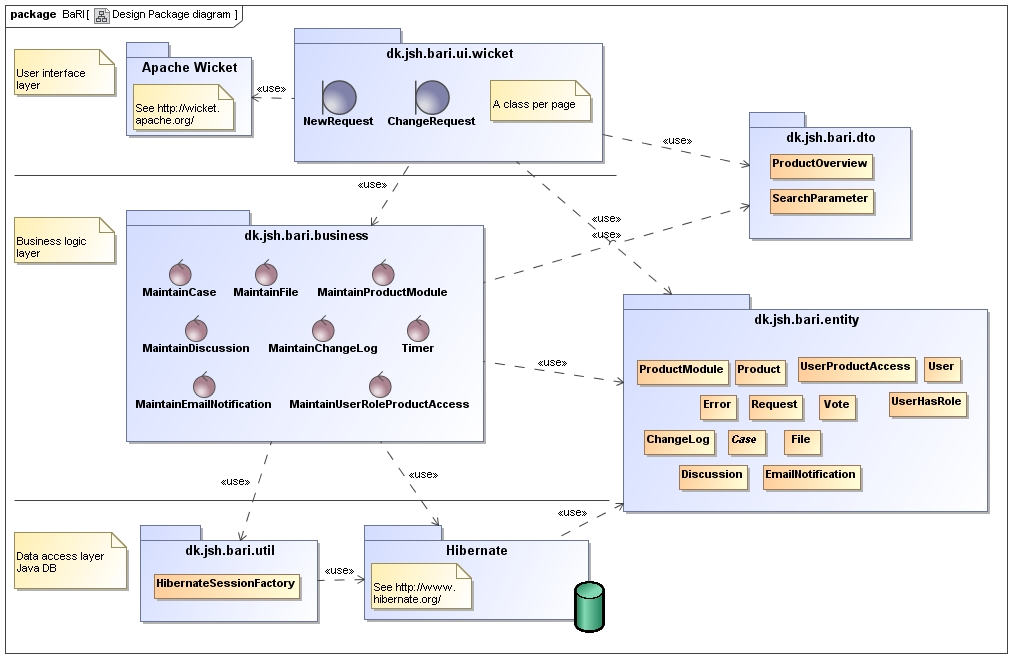 package BaRI [ Design Package diagram ]
User interface
layer
Apache Wicket
See http://wicket.
apache.org/
«use»
dk.jsh.bari.ui.wicket
NewRequest
ChangeRequest
A class per page
«use»
dk.jsh.bari.dto
ProductOverview
SearchParameter
«use»
«use»
«use»
Business logic
layer
dk.jsh.bari.business
MaintainCase
MaintainFile
MaintainProductModule
MaintainDiscussion
MaintainChangeLog
Timer
MaintainEmailNotification
MaintainUserRoleProductAccess
«use»
dk.jsh.bari.entity
ProductModule
Product
UserProductAccess
User
Error
Request
Vote
UserHasRole
ChangeLog
Case
File
Discussion
EmailNotification
«use»
«use»
«use»
Data access layer
Java DB
dk.jsh.bari.util
HibernateSessionFactory
«use»
Hibernate
See http://www.
hibernate.org/